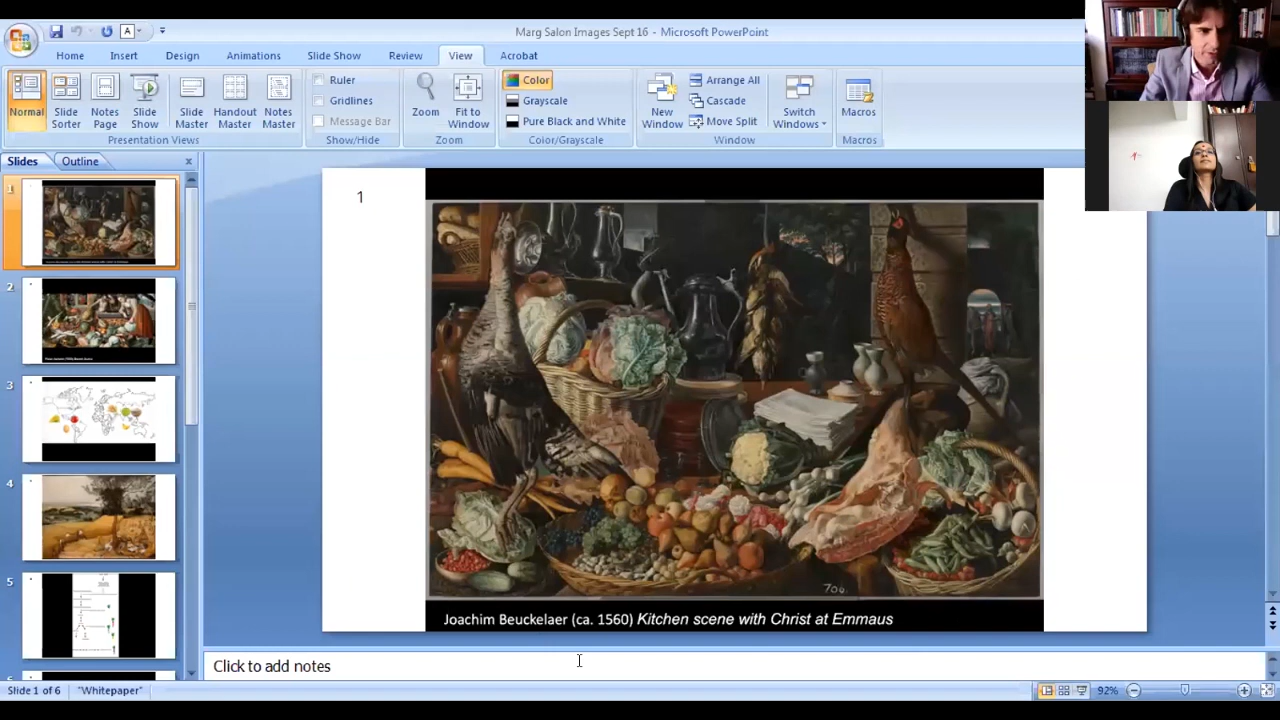 Marg Salon Images Sept 16 - Microsoft PowerPoint
A
Home Insert Design Animations Slide Show Review View Acrobat
Normal Slide Sorter Notes Page Slide Show Slide Master Handout Master Notes Master
Presentation Views
Ruler
Gridlines
Message Bar
Show/Hide
Zoom Fit to Window
Zoom
Color
Grayscale
Pure Black and White
Color/Grayscale
New Window
Arrange All
Cascade
Move Split
Switch Windows
Window
Macros
Macros
Slides Outline x
1
2
3
4
5
1
706
Joachim Beuckelaer (ca. 1560) Kitchen scene with Christ at Emmaus
Click to add notes
Slide 1 of 6 "Whitepaper" 92%